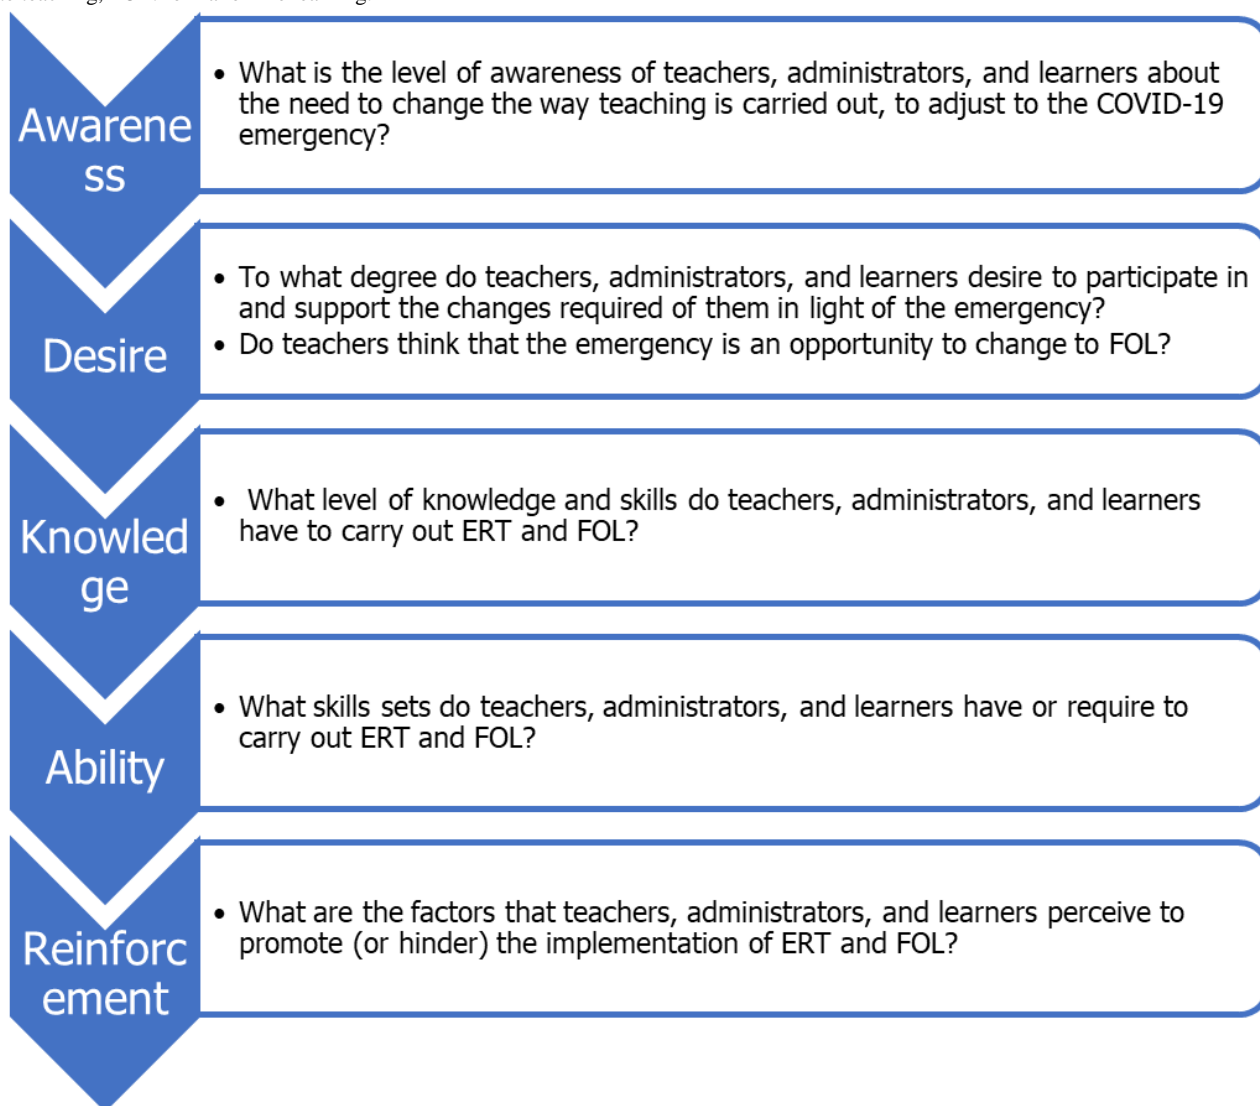 Awarene
ss
• What is the level of awareness of teachers, administrators, and learners about
the need to change the way teaching is carried out, to adjust to the COVID-19
emergency?
Desire
• To what degree do teachers, administrators, and learners desire to participate in
and support the changes required of them in light of the emergency?
• Do teachers think that the emergency is an opportunity to change to FOL?
Knowled
ge
• What level of knowledge and skills do teachers, administrators, and learners
have to carry out ERT and FOL?
Ability
• What skills sets do teachers, administrators, and learners have or require to
carry out ERT and FOL?
Reinforc
ement
• What are the factors that teachers, administrators, and learners perceive to
promote (or hinder) the implementation of ERT and FOL?